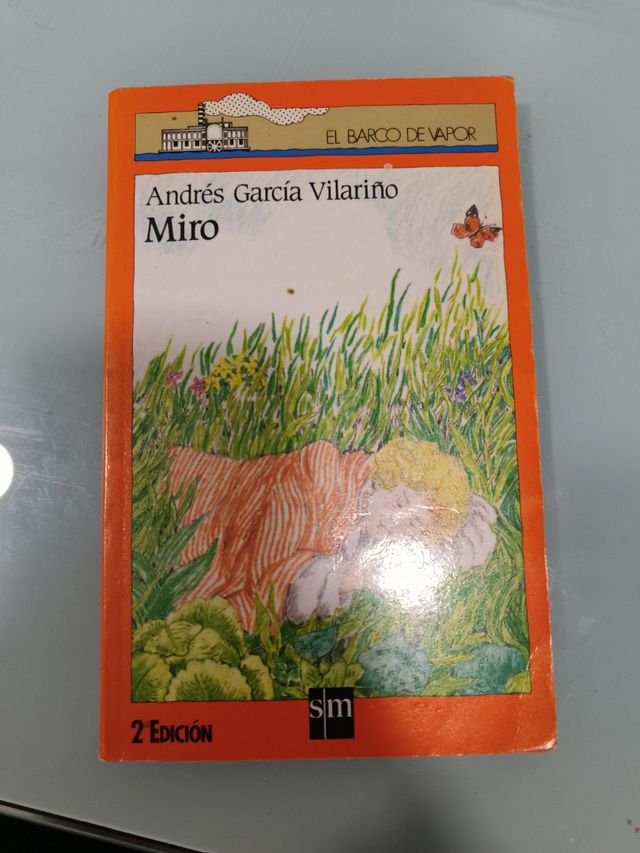 EL BARCO DE VAPOR
Andrés García Vilariño
Miro
2ª EDICIÓN
sm